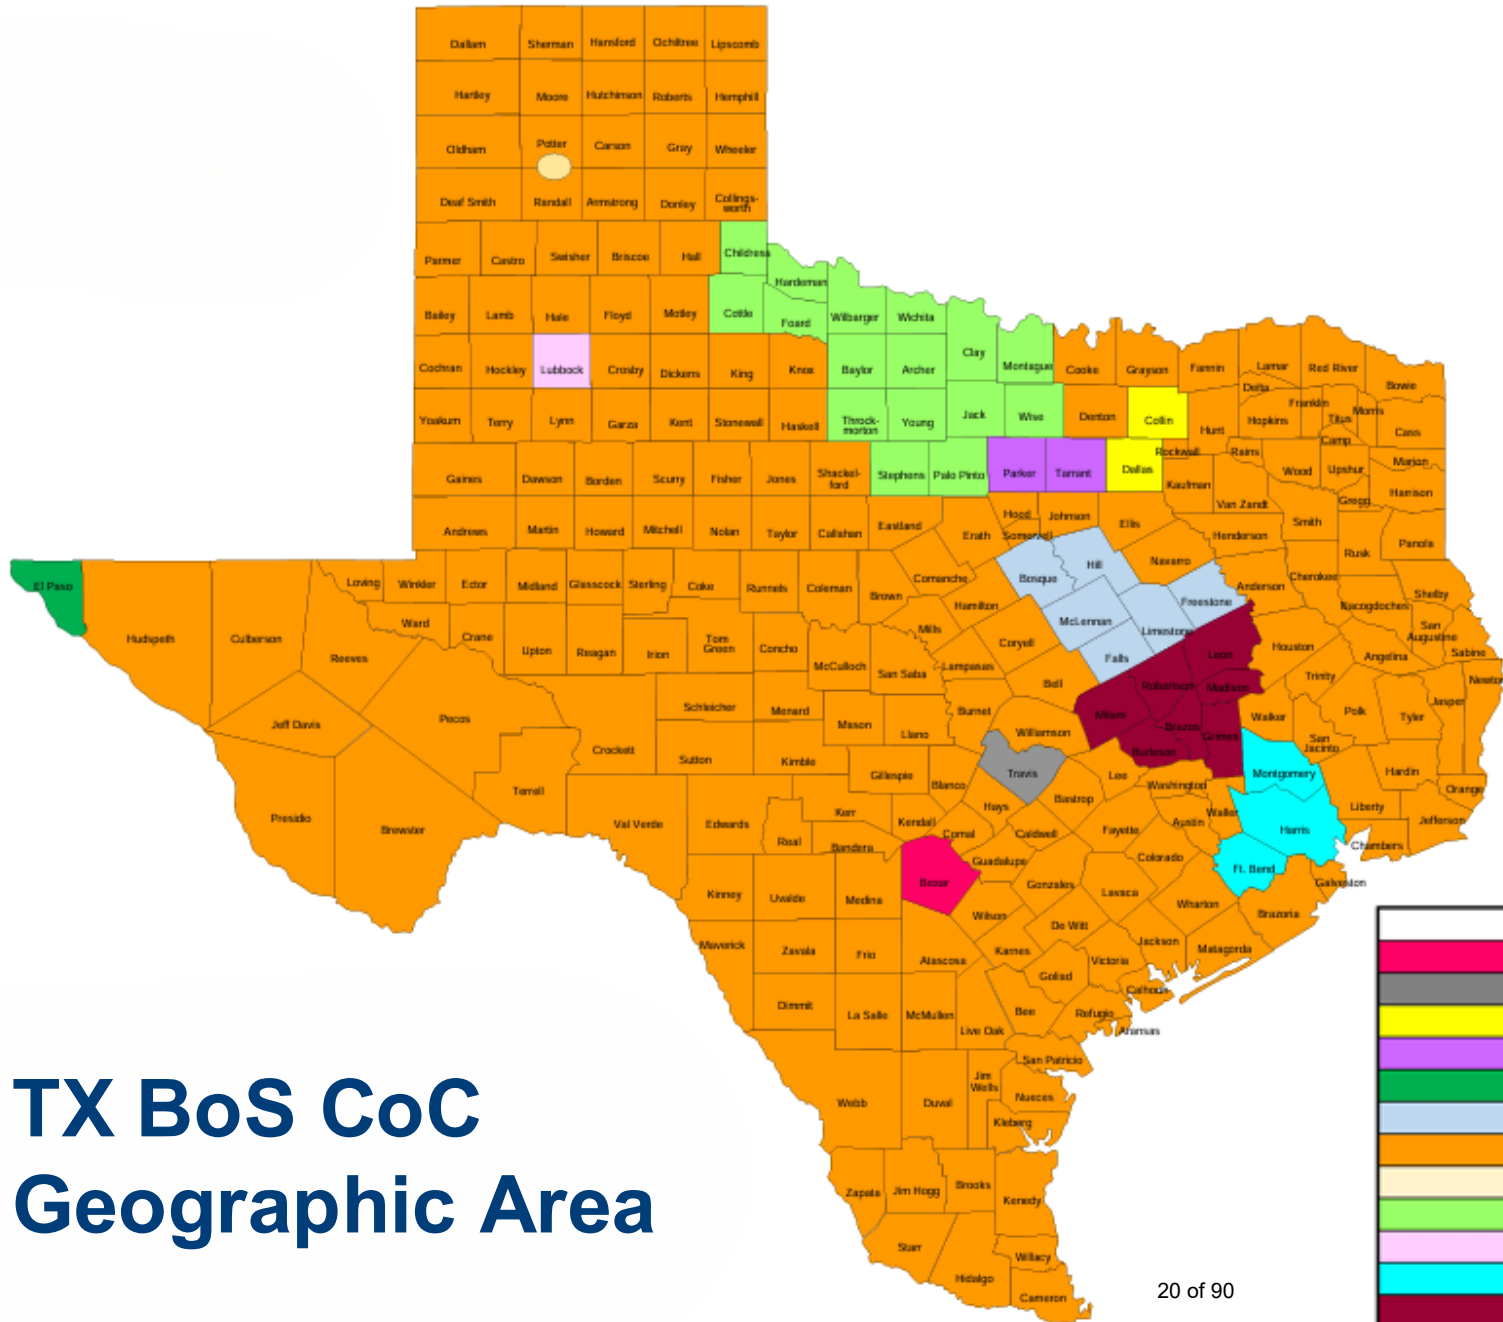 Dallam Sherman Hansford Ochiltree Lipscomb
Hartley Moore Hutchinson Roberts Hemphill
Oldham Potter Carson Gray Wheeler
Deaf Smith Randall Armstrong Donley Collings-
worth
Parmer Castro Swisher Briscoe Hall Childress
Hardeman
Bailey Lamb Hale Floyd Motley Cottle Foard Wilbarger Wichita
Clay Montague
Cochran Hockley Lubbock Crosby Dickens King Knox Baylor Archer Cooke Grayson Fannin Lamar Red River Bowie
Delta Franklin Titus Morris
Yoakum Terry Lynn Garza Kent Stonewall Haskell Throck-
morton Young Jack Wise Denton Collin Hunt Hopkins Camp Cass
Rockwall Rains
Gaines Dawson Borden Scurry Fisher Jones Shackel-
ford Stephens Palo Pinto Parker Tarrant Dallas Kaufman Wood Upshur Marion
Van Zandt Gregg Harrison
Andrews Martin Howard Mitchell Nolan Taylor Callahan Eastland Erath Hood Johnson Ellis Smith
Somervell Henderson Rusk Panola
El Paso Loving Winkler Ector Midland Glasscock Sterling Coke Runnels Coleman Brown Comanche Bosque Hill Navarro Anderson Cherokee Shelby
Hamilton Freestone Nacogdoches
Hudspeth Culberson Reeves Ward Crane Upton Reagan Irion Tom
Green Concho McCulloch San Saba Mills Coryell McLennan Limestone Houston Angelina San
Augustine Sabine
Lampasas Falls Leon Trinity Newton
Jeff Davis Pecos Schleicher Menard Mason Llano Burnet Bell Milam Robertson Madison Walker Polk Tyler Jasper
Williamson Brazos Grimes San
Jacinto
Crockett Sutton Kimble Gillespie Blanco Travis Burleson Lee Washington Montgomery Hardin Orange
Presidio Brewster Terrell Val Verde Edwards Real Kerr Kendall Hays Bastrop Austin Waller Harris Liberty Jefferson
Bandera Comal Caldwell Fayette Chambers
Guadalupe Colorado Ft. Bend
Kinney Uvalde Medina Bexar Gonzales Lavaca Wharton Galveston
Wilson De Witt Brazoria
Maverick Zavala Frio Atascosa Karnes Jackson Matagorda
Goliad Victoria
Dimmit La Salle McMullen Live Oak Bee Refugio Calhoun
Aransas
San Patricio
Webb Duval Jim
Wells Nueces
Kleberg
Zapata Jim Hogg Brooks Kenedy
Starr Hidalgo Willacy
Cameron
TX BoS CoC
Geographic Area
20 of 90